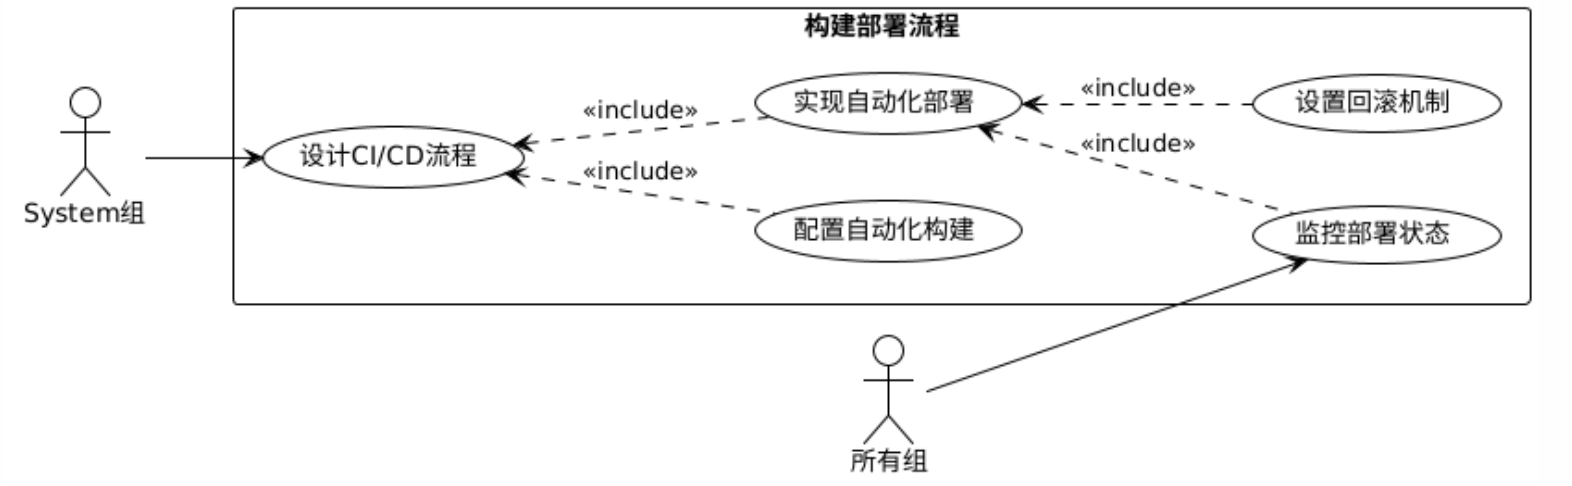 构建部署流程
System组
设计CI/CD流程
«include»
«include»
实现自动化部署
配置自动化构建
«include»
«include»
设置回滚机制
监控部署状态
所有组